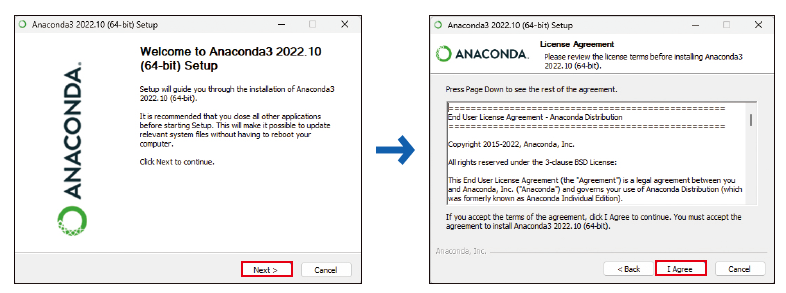 Anaconda3 2022.10 (64-bit) Setup
ANACONDA.
Welcome to Anaconda3 2022.10
(64-bit) Setup
Setup will guide you through the installation of Anaconda3
2022.10 (64-bit).
It is recommended that you close all other applications
before starting Setup. This will make it possible to update
relevant system files without having to reboot your
computer.
Click Next to continue.
Next >
Cancel
Anaconda3 2022.10 (64-bit) Setup
ANACONDA.
License Agreement
Please review the license terms before installing Anaconda3
2022.10 (64-bit).
Press Page Down to see the rest of the agreement.
End User License Agreement - Anaconda Distribution
Copyright 2015-2022, Anaconda, Inc.
All rights reserved under the 3-clause BSD License:
This End User License Agreement (the "Agreement") is a legal agreement between you
and Anaconda, Inc. ("Anaconda") and governs your use of Anaconda Distribution (which
was formerly known as Anaconda Individual Edition).
If you accept the terms of the agreement, click I Agree to continue. You must accept the
agreement to install Anaconda3 2022.10 (64-bit).
Anaconda, Inc.
< Back
I Agree
Cancel